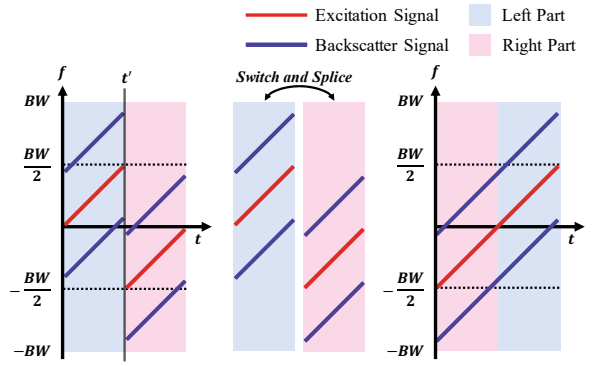 Excitation Signal
Left Part
Backscatter Signal
Right Part
f
t′
BW
BW/2
t
−BW/2
−BW
Switch and Splice
f
BW
BW/2
t
−BW/2
−BW